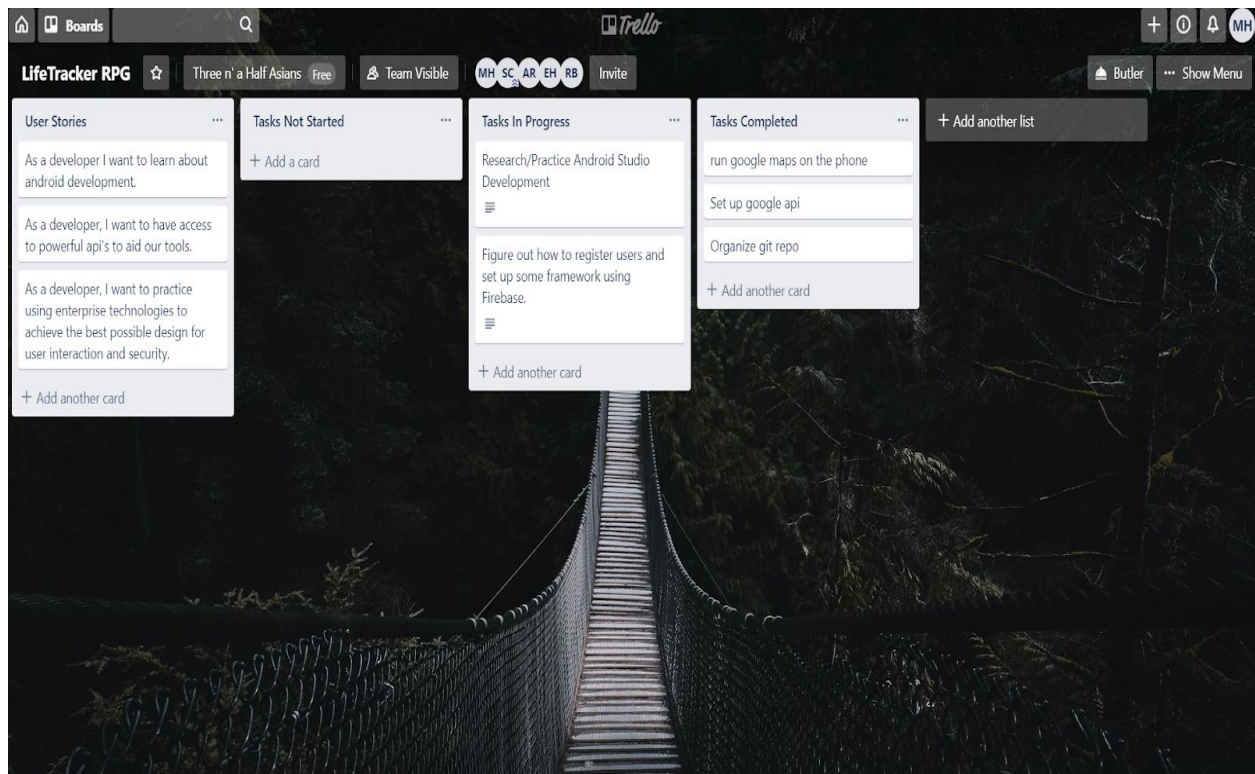 Boards
Trello
MH
LifeTracker RPG
Three n' a Half Asians Free
Team Visible
MH SC AR EH RB
Invite
Butler
... Show Menu
User Stories ...
As a developer I want to learn about
android development.
As a developer, I want to have access
to powerful api's to aid our tools.
As a developer, I want to practice
using enterprise technologies to
achieve the best possible design for
user interaction and security.
+ Add another card
Tasks Not Started ...
+ Add a card
Tasks In Progress ...
Research/Practice Android Studio
Development
Figure out how to register users and
set up some framework using
Firebase.
+ Add another card
Tasks Completed ...
run google maps on the phone
Set up google api
Organize git repo
+ Add another card
+ Add another list